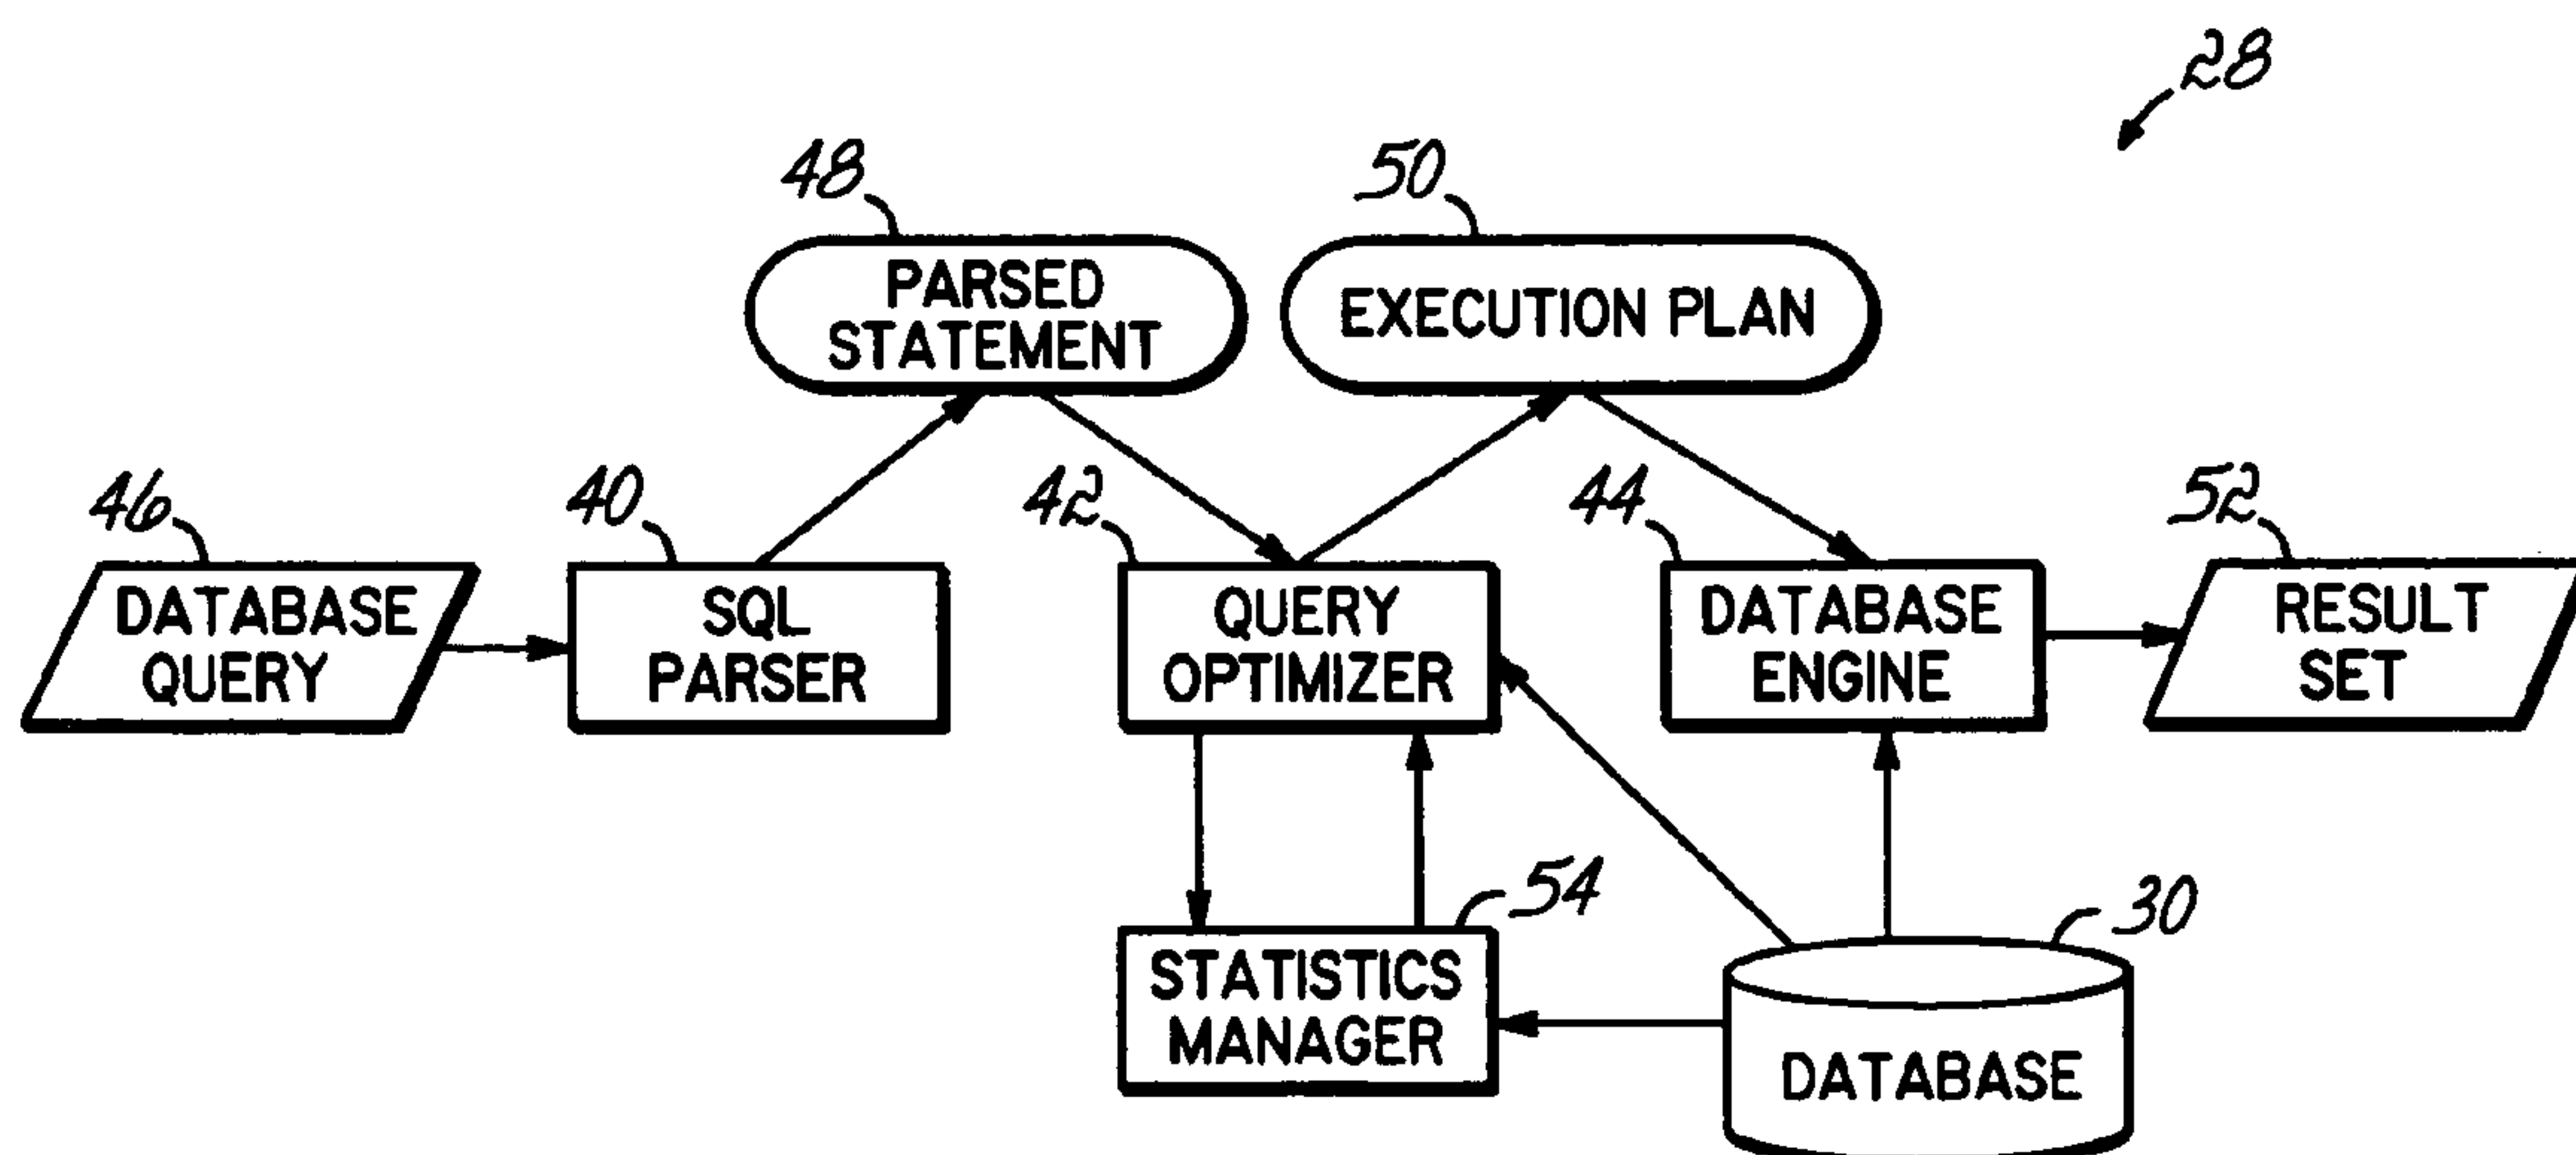 28
48
50
PARSED
STATEMENT
EXECUTION PLAN
46
40
42
44
52
DATABASE
QUERY
SQL
PARSER
QUERY
OPTIMIZER
DATABASE
ENGINE
RESULT
SET
54
30
STATISTICS
MANAGER
DATABASE